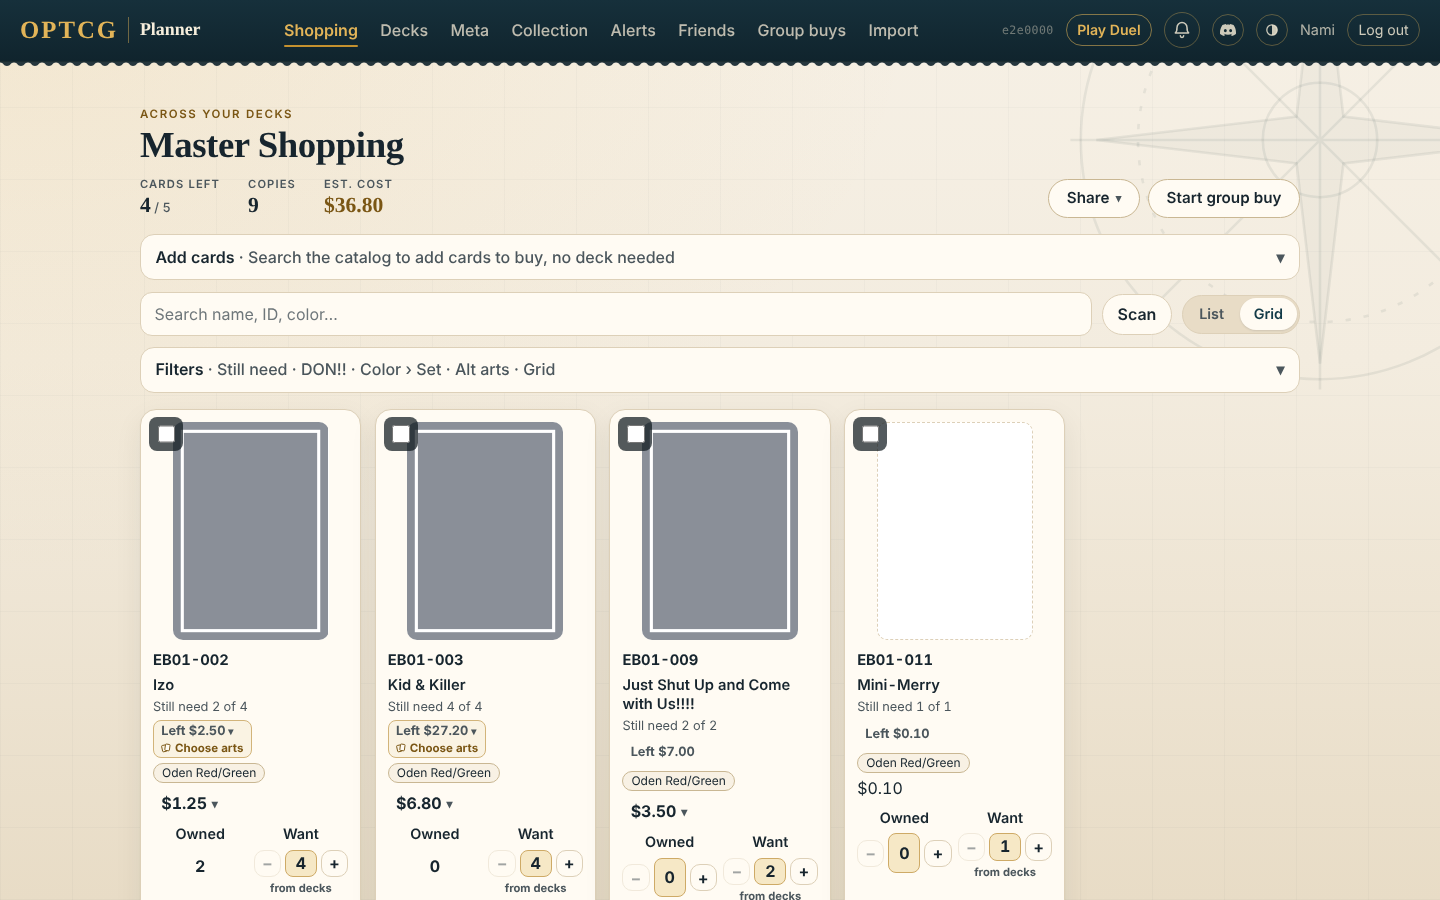 OPTCG Planner Shopping Decks Meta Collection Alerts Friends Group buys Import e2e0000 Play Duel Nami Log out
ACROSS YOUR DECKS
Master Shopping
CARDS LEFT COPIES EST. COST
4 / 5 9 $36.80
Share ▾ Start group buy
Add cards · Search the catalog to add cards to buy, no deck needed ▾
Search name, ID, color... Scan List Grid
Filters · Still need · DON!! · Color › Set · Alt arts · Grid ▾
EB01-002
Izo
Still need 2 of 4
Left $2.50 ▾
Choose arts
Oden Red/Green
$1.25 ▾
Owned Want
2 − 4 +
from decks
EB01-003
Kid & Killer
Still need 4 of 4
Left $27.20 ▾
Choose arts
Oden Red/Green
$6.80 ▾
Owned Want
0 − 4 +
from decks
EB01-009
Just Shut Up and Come
with Us!!!!
Still need 2 of 2
Left $7.00
Oden Red/Green
$3.50 ▾
Owned Want
− 0 + − 2 +
from decks
EB01-011
Mini-Merry
Still need 1 of 1
Left $0.10
Oden Red/Green
$0.10
Owned Want
− 0 + − 1 +
from decks